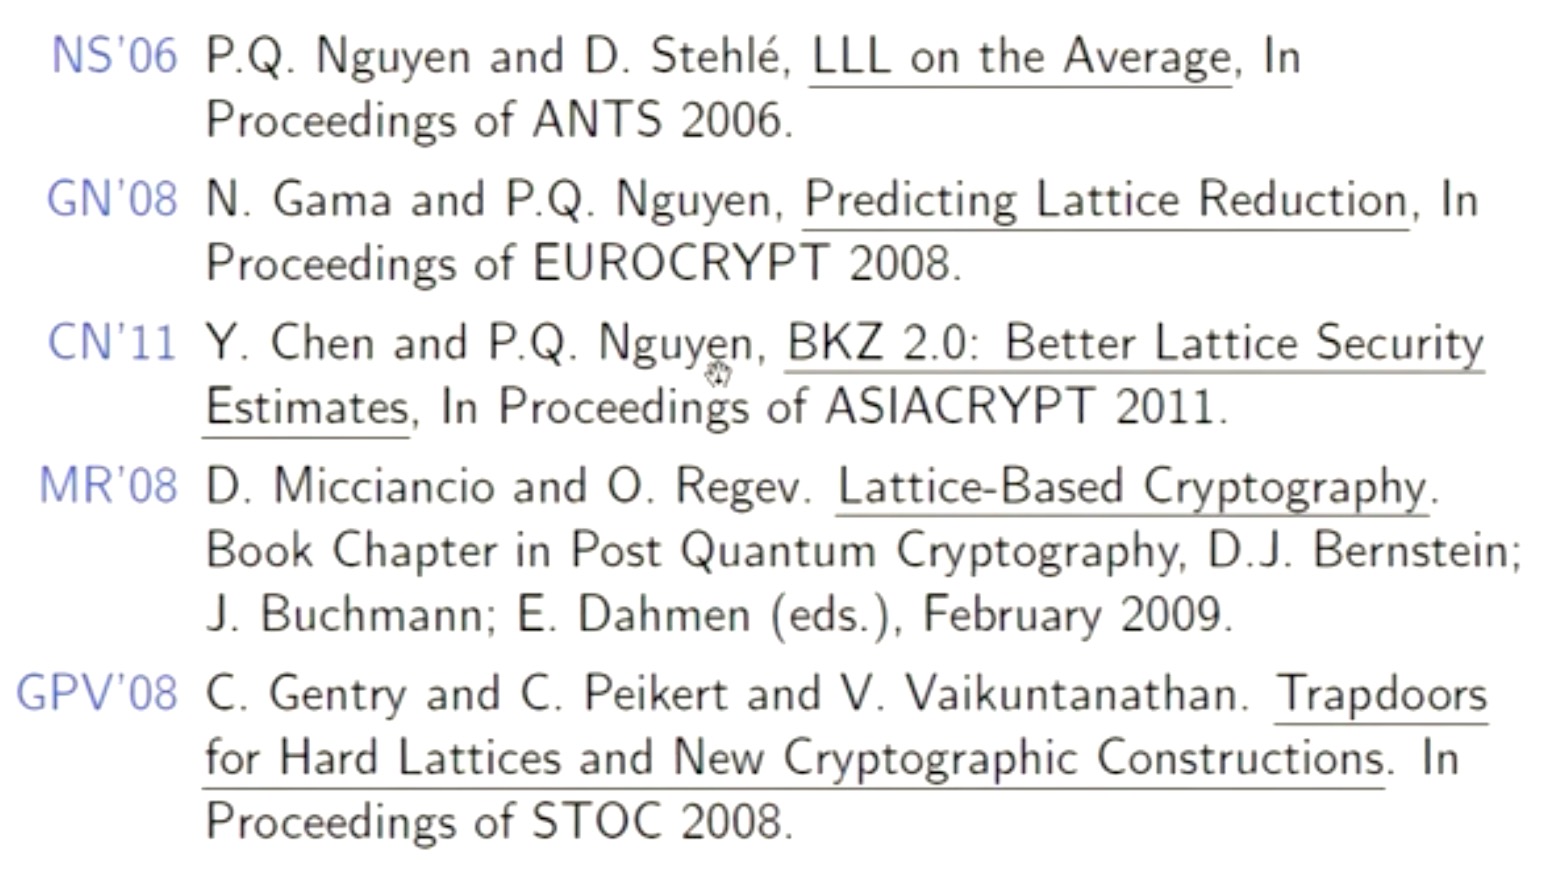 NS'06 P.Q. Nguyen and D. Stehlé, LLL on the Average, In
Proceedings of ANTS 2006.
GN'08 N. Gama and P.Q. Nguyen, Predicting Lattice Reduction, In
Proceedings of EUROCRYPT 2008.
CN'11 Y. Chen and P.Q. Nguyen, BKZ 2.0: Better Lattice Security
Estimates, In Proceedings of ASIACRYPT 2011.
MR'08 D. Micciancio and O. Regev. Lattice-Based Cryptography.
Book Chapter in Post Quantum Cryptography, D.J. Bernstein;
J. Buchmann; E. Dahmen (eds.), February 2009.
GPV'08 C. Gentry and C. Peikert and V. Vaikuntanathan. Trapdoors
for Hard Lattices and New Cryptographic Constructions. In
Proceedings of STOC 2008.